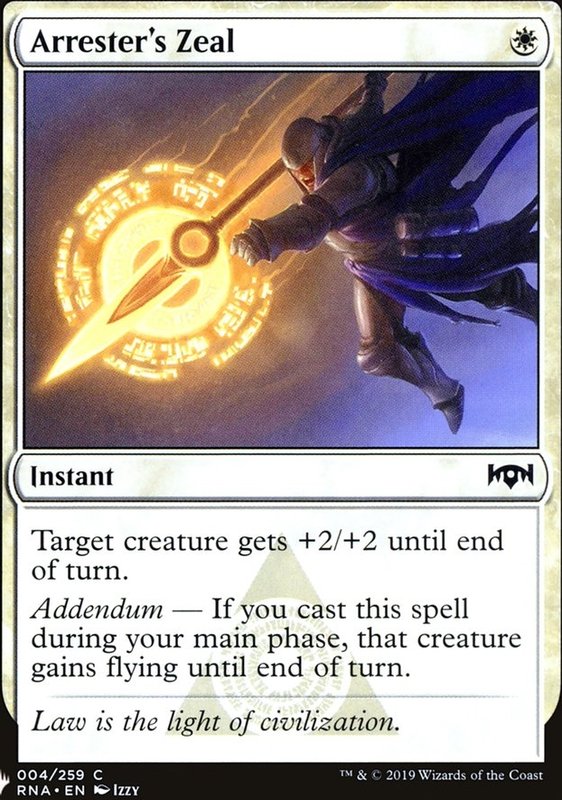 Arrester's Zeal
Instant
Target creature gets +2/+2 until end
of turn.
Addendum — If you cast this spell
during your main phase, that creature
gains flying until end of turn.
Law is the light of civilization.
004/259 C
RNA • EN Izzy
™ & © 2019 Wizards of the Coast